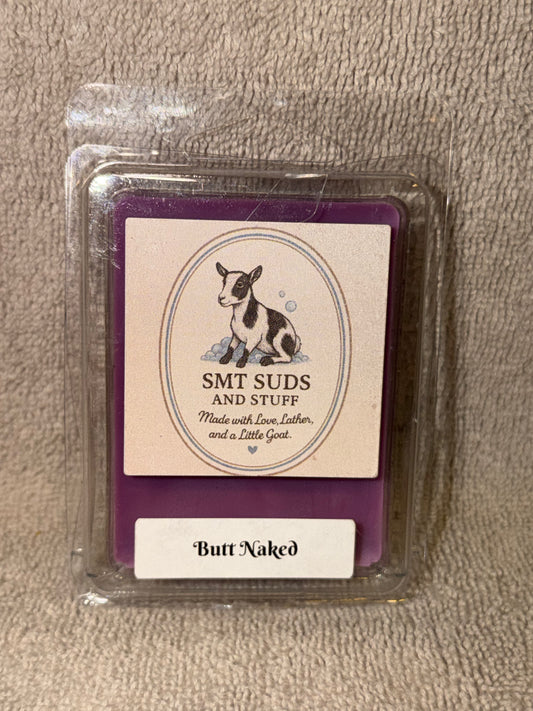 SMT SUDS
AND STUFF
Made with Love, Lather,
and a Little Goat.
Butt Naked